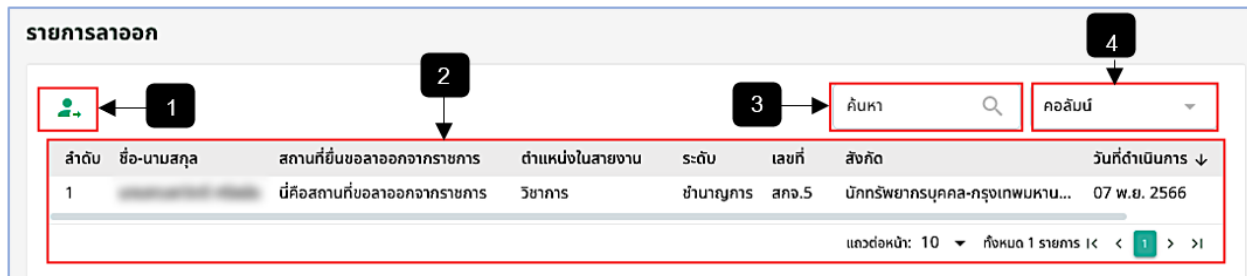 รายการลาออก
4
2
1
3
ค้นหา
คอลัมน์
ลำดับ ชื่อ-นามสกุล สถานที่ยื่นขอลาออกจากราชการ ตำแหน่งในสายงาน ระดับ เลขที่ สังกัด วันที่ดำเนินการ ↓
1 นี่คือสถานที่ขอลาออกจากราชการ วิชาการ ชำนาญการ สกจ.5 นักทรัพยากรบุคคล-กรุงเทพมหาน... 07 พ.ย. 2566
แถวต่อหน้า: 10 ทั้งหมด 1 รายการ |< < 1 > >|